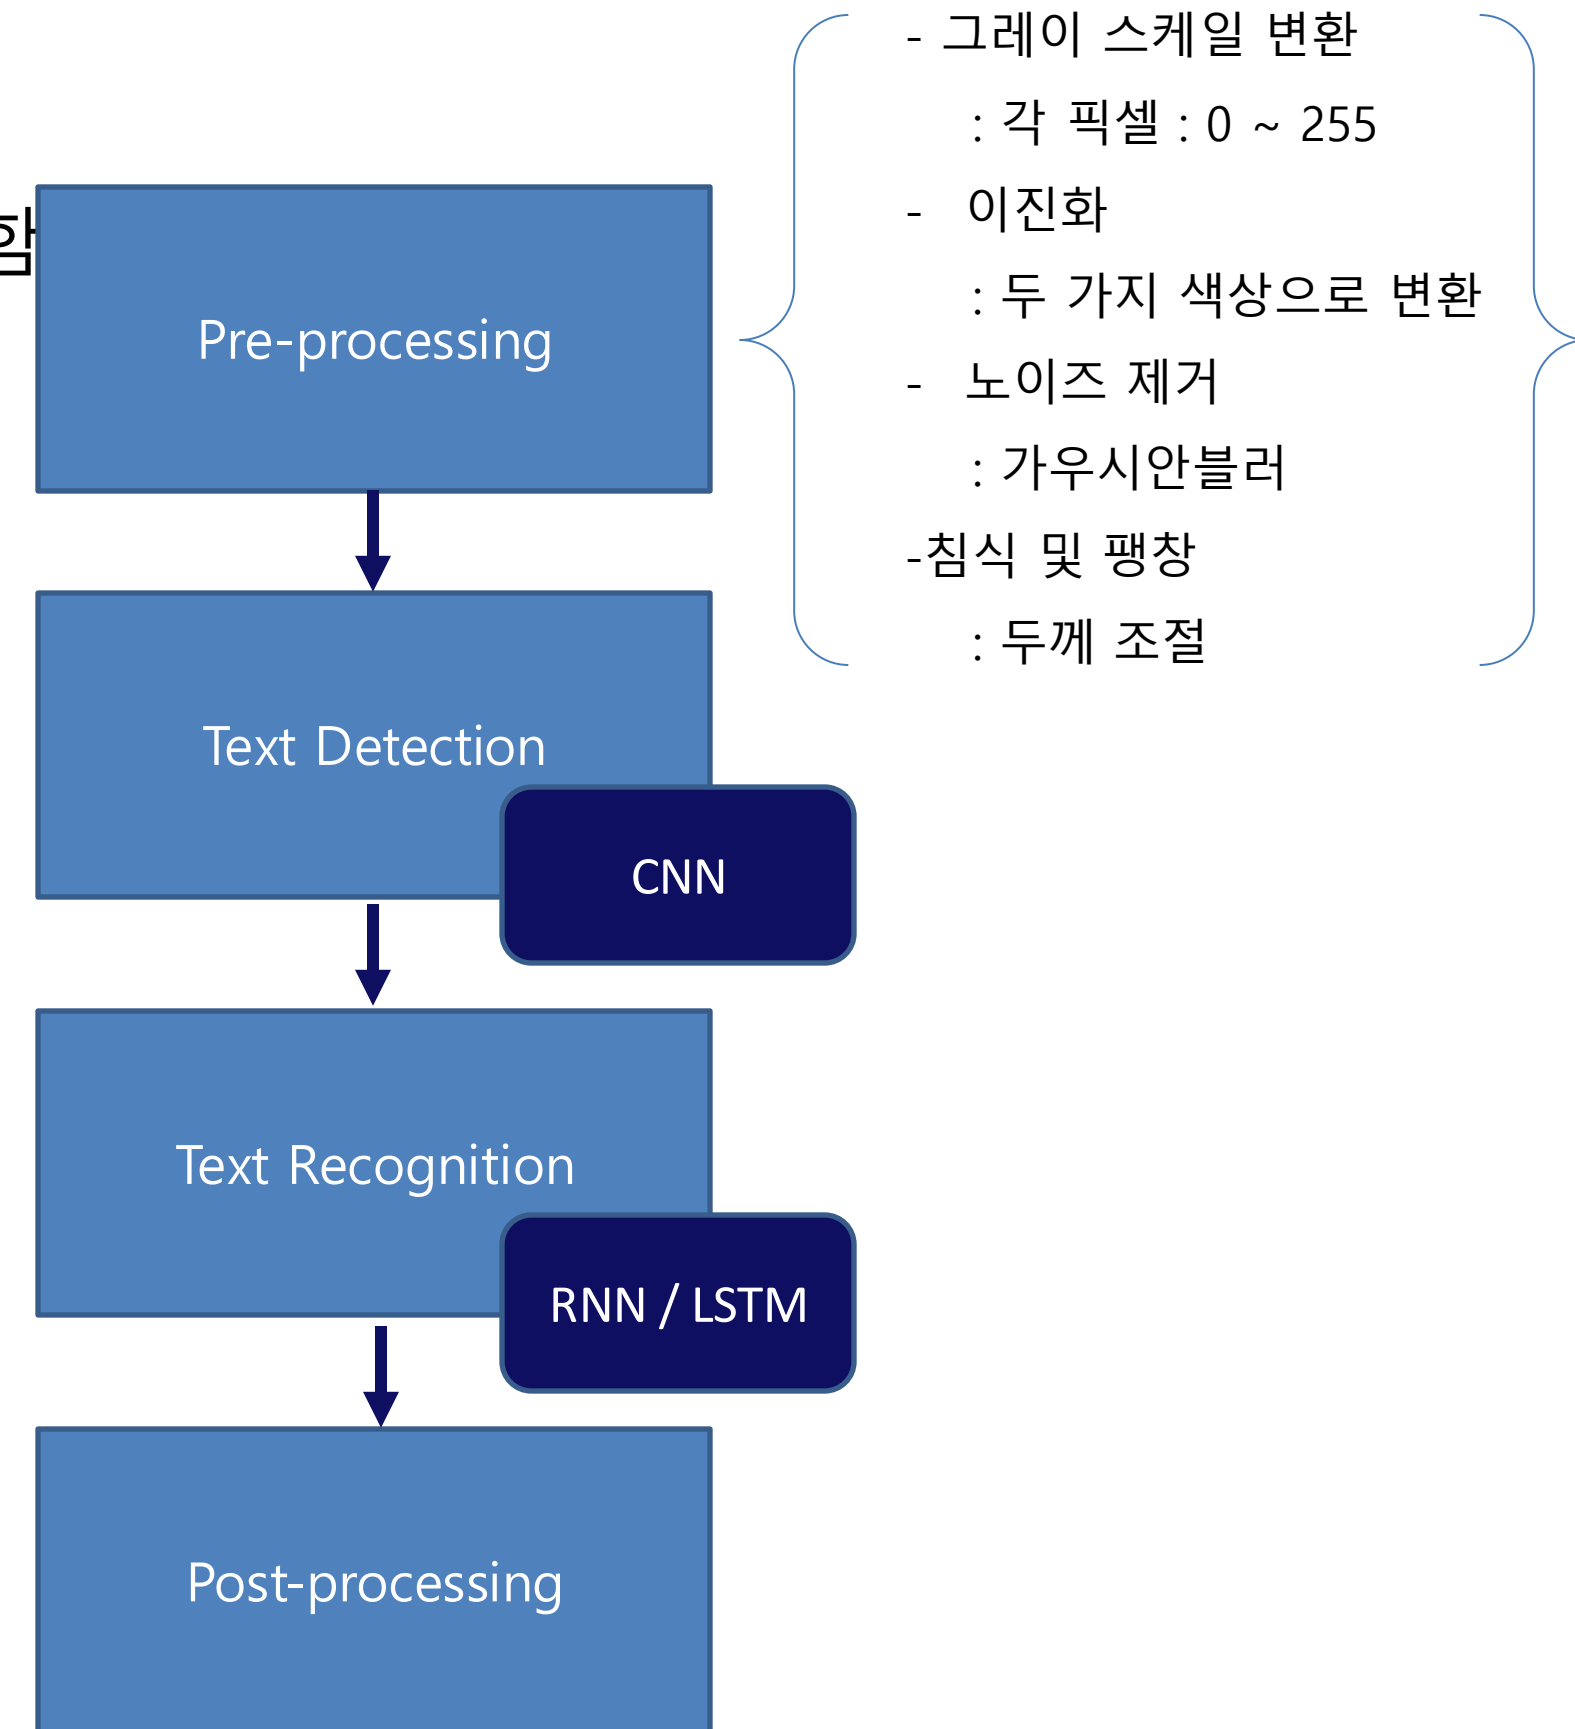 - 그레이 스케일 변환
: 각 픽셀 : 0 ~ 255
- 이진화
: 두 가지 색상으로 변환
- 노이즈 제거
: 가우시안블러
-침식 및 팽창
: 두께 조절
함
Pre-processing
Text Detection
CNN
Text Recognition
RNN / LSTM
Post-processing